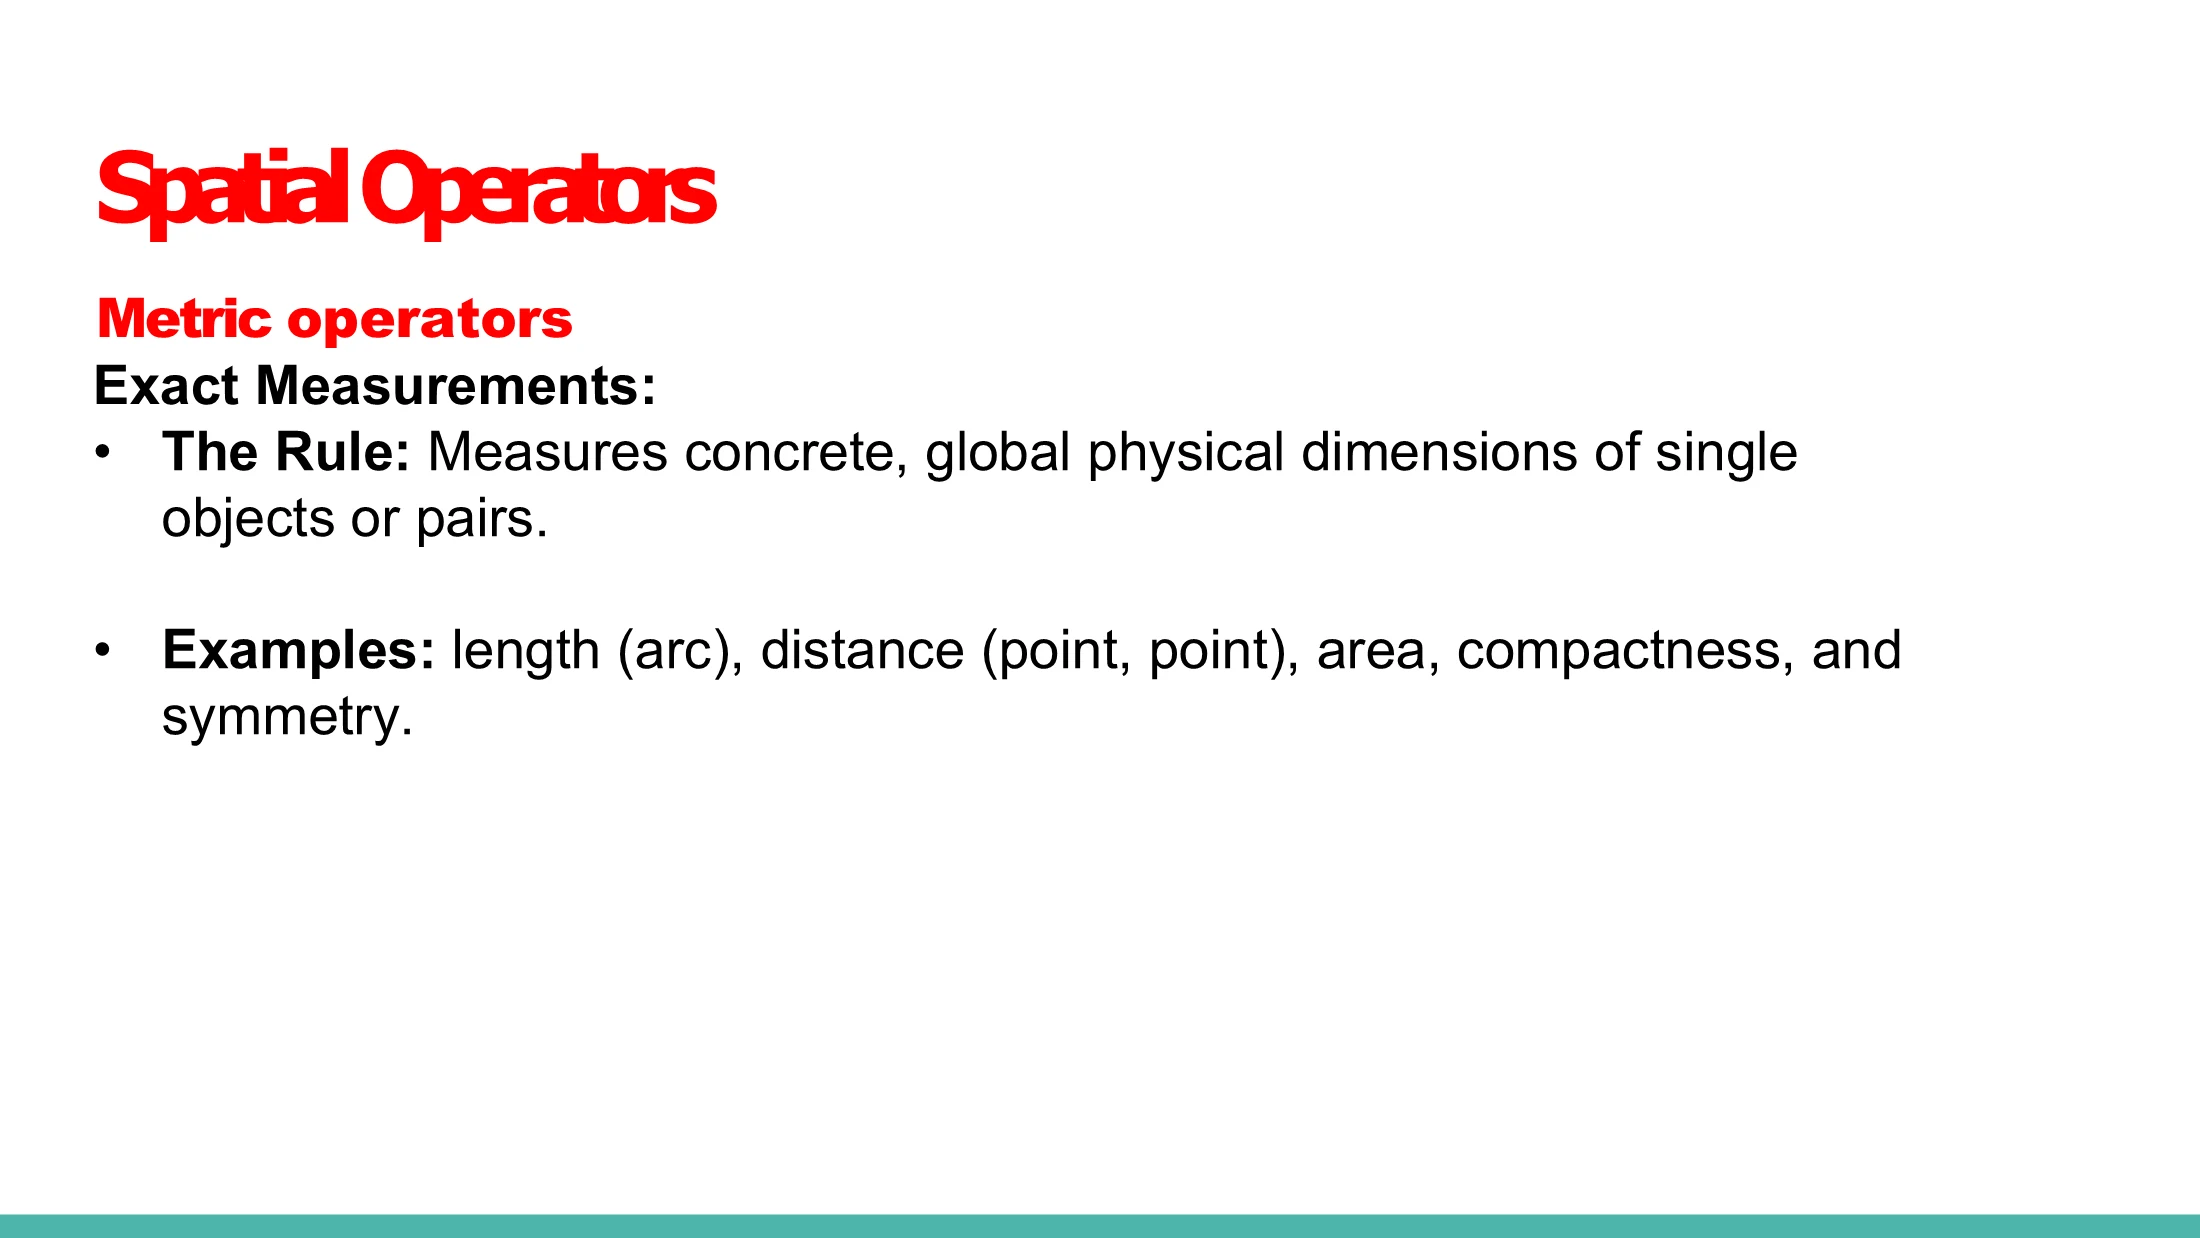 Spatial Operators
Metric operators
Exact Measurements:
• The Rule: Measures concrete, global physical dimensions of single
objects or pairs.
• Examples: length (arc), distance (point, point), area, compactness, and
symmetry.